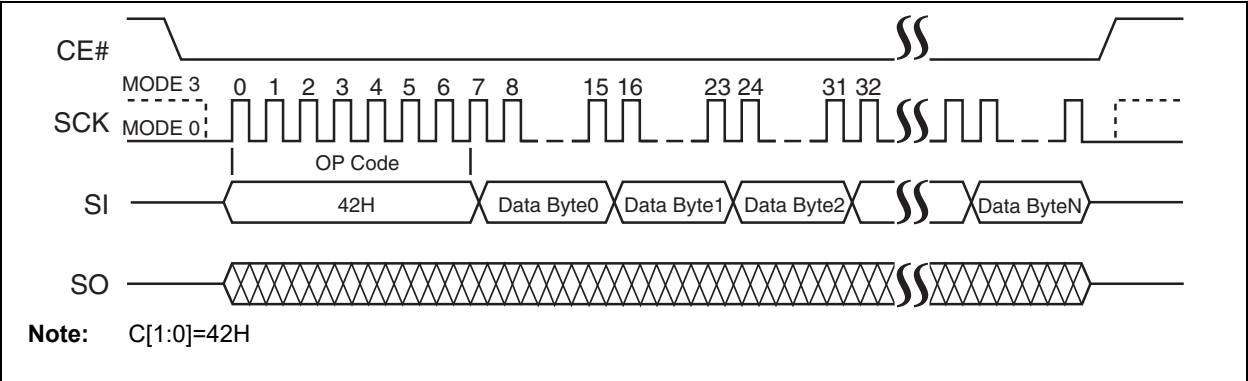 CE#
MODE 3 0 1 2 3 4 5 6 7 8 15 16 23 24 31 32
SCK
MODE 0
OP Code
SI 42H Data Byte0 Data Byte1 Data Byte2 Data ByteN
SO
Note: C[1:0]=42H